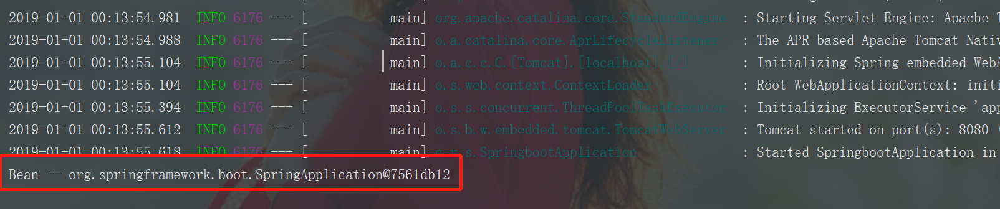 2019-01-01 00:13:54.981  INFO 6176 --- [           main] org.apache.catalina.core.StandardEngine  : Starting Servlet Engine: Apache T
2019-01-01 00:13:54.988  INFO 6176 --- [           main] o.a.catalina.core.AprLifecycleListener   : The APR based Apache Tomcat Nativ
2019-01-01 00:13:55.104  INFO 6176 --- [           main] o.a.c.c.C.[Tomcat].[localhost].[/]       : Initializing Spring embedded WebA
2019-01-01 00:13:55.104  INFO 6176 --- [           main] o.s.web.context.ContextLoader            : Root WebApplicationContext: initi
2019-01-01 00:13:55.394  INFO 6176 --- [           main] o.s.s.concurrent.ThreadPoolTaskExecutor  : Initializing ExecutorService 'app
2019-01-01 00:13:55.612  INFO 6176 --- [           main] o.s.b.w.embedded.tomcat.TomcatWebServer  : Tomcat started on port(s): 8080 (
2019-01-01 00:13:55.618  INFO 6176 --- [           main] c.r.s.SpringbootApplication              : Started SpringbootApplication in
Bean -- org.springframework.boot.SpringApplication@7561db12